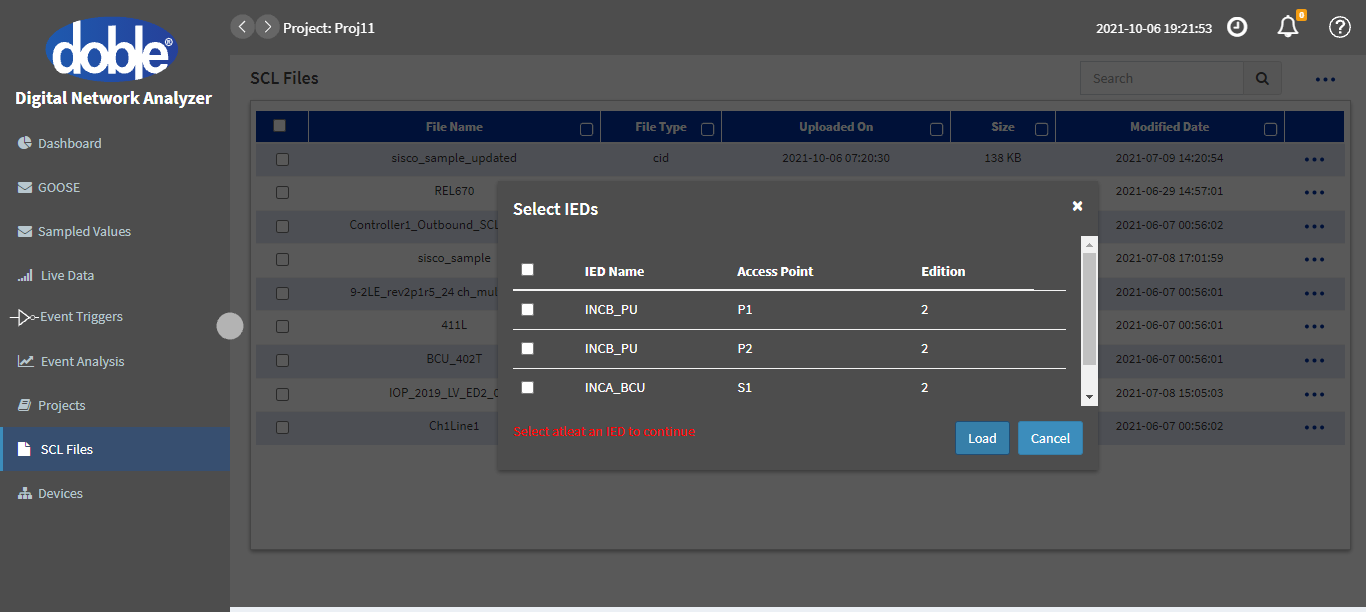 doble®
Digital Network Analyzer
Dashboard
GOOSE
Sampled Values
Live Data
Event Triggers
Event Analysis
Projects
SCL Files
Devices
Project: Proj11
2021-10-06 19:21:53
0
SCL Files
Search
File Name File Type Uploaded On Size Modified Date
sisco_sample_updated cid 2021-10-06 07:20:30 138 KB 2021-07-09 14:20:54
REL670 2021-06-29 14:57:01
Controller1_Outbound_SCL 2021-06-07 00:56:02
sisco_sample 2021-07-08 17:01:59
9-2LE_rev2p1r5_24 ch_mul 2021-06-07 00:56:01
411L 2021-06-07 00:56:01
BCU_402T 2021-06-07 00:56:01
IOP_2019_LV_ED2_ 2021-07-08 15:05:03
Ch1Line1 2021-06-07 00:56:02
Select IEDs
IED Name Access Point Edition
INCB_PU P1 2
INCB_PU P2 2
INCA_BCU S1 2
Select atleat an IED to continue
Load Cancel